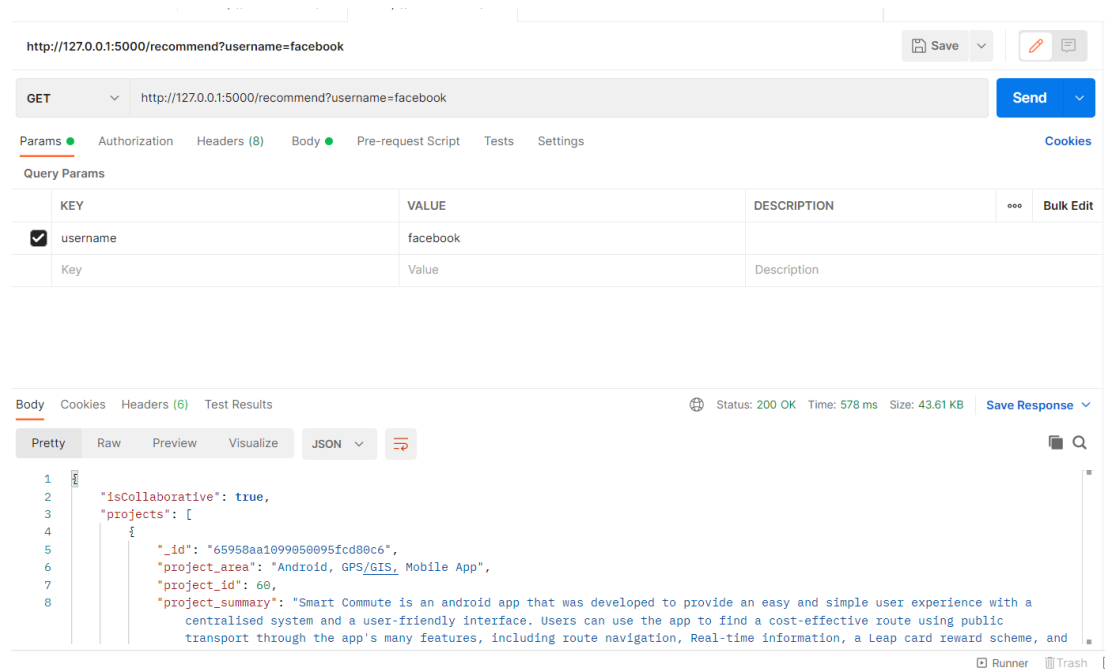 http://127.0.0.1:5000/recommend?username=facebook
Save
GET
http://127.0.0.1:5000/recommend?username=facebook
Send
Params Authorization Headers (8) Body Pre-request Script Tests Settings Cookies
Query Params
KEY VALUE DESCRIPTION ooo Bulk Edit
username facebook
Key Value Description
Body Cookies Headers (6) Test Results Status: 200 OK Time: 578 ms Size: 43.61 KB Save Response
Pretty Raw Preview Visualize JSON
1 {
2 "isCollaborative": true,
3 "projects": [
4 {
5 "_id": "65958aa1099050095fcd80c6",
6 "project_area": "Android, GPS/GIS, Mobile App",
7 "project_id": 60,
8 "project_summary": "Smart Commute is an android app that was developed to provide an easy and simple user experience with a
centralised system and a user-friendly interface. Users can use the app to find a cost-effective route using public
transport through the app's many features, including route navigation, Real-time information, a Leap card reward scheme, and
Runner Trash